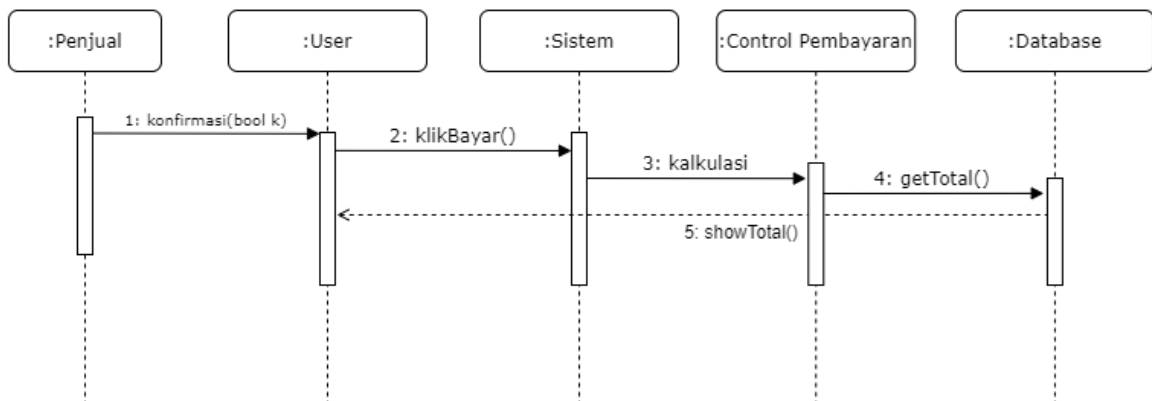 :Penjual
:User
:Sistem
:Control Pembayaran
:Database
1: konfirmasi(bool k)
2: klikBayar()
3: kalkulasi
4: getTotal()
5: showTotal()